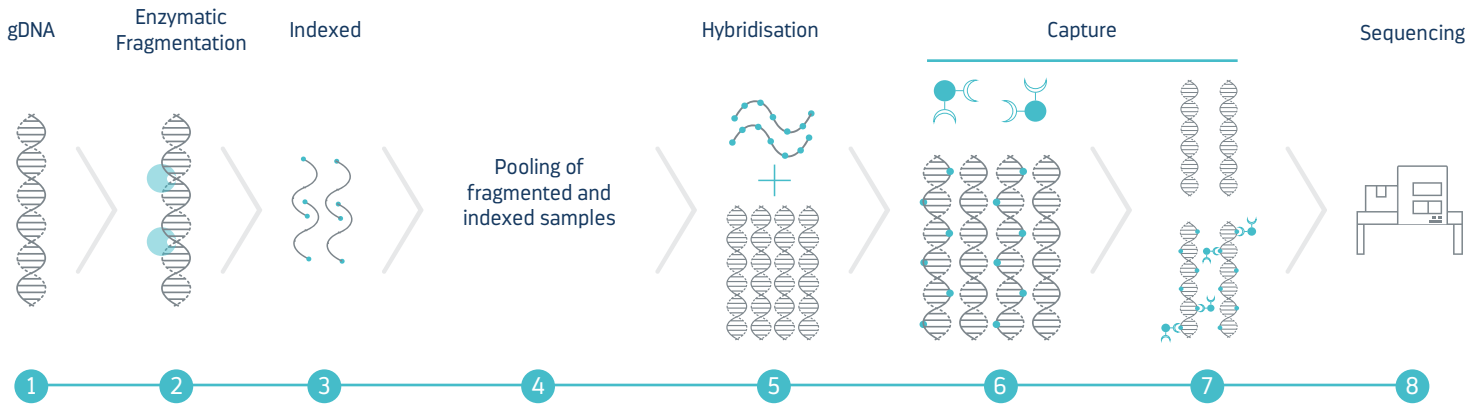 gDNA
Enzymatic
Fragmentation
Indexed
Hybridisation
Capture
Sequencing
Pooling of
fragmented and
indexed samples
1
2
3
4
5
6
7
8